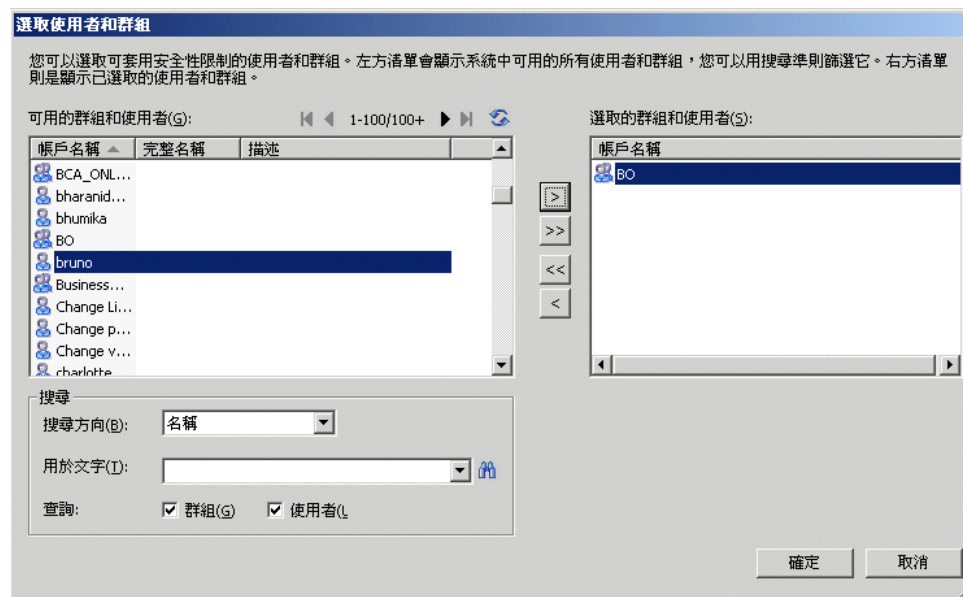 選取使用者和群組
您可以選取可套用安全性限制的使用者和群組。左方清單會顯示系統中可用的所有使用者和群組，您可以用搜尋準則篩選它。右方清單
則是顯示已選取的使用者和群組。
可用的群組和使用者(G):
1-100/100+
選取的群組和使用者(S):
帳戶名稱 完整名稱 描述
帳戶名稱
BCA_ONL...
bharanid...
bhumika
BO
bruno
Business...
Change Li...
Change p...
Change v...
charlotte
BO
>
>>
<<
<
搜尋
搜尋方向(B): 名稱
用於文字(T):
查詢: 群組(G) 使用者(L
確定 取消